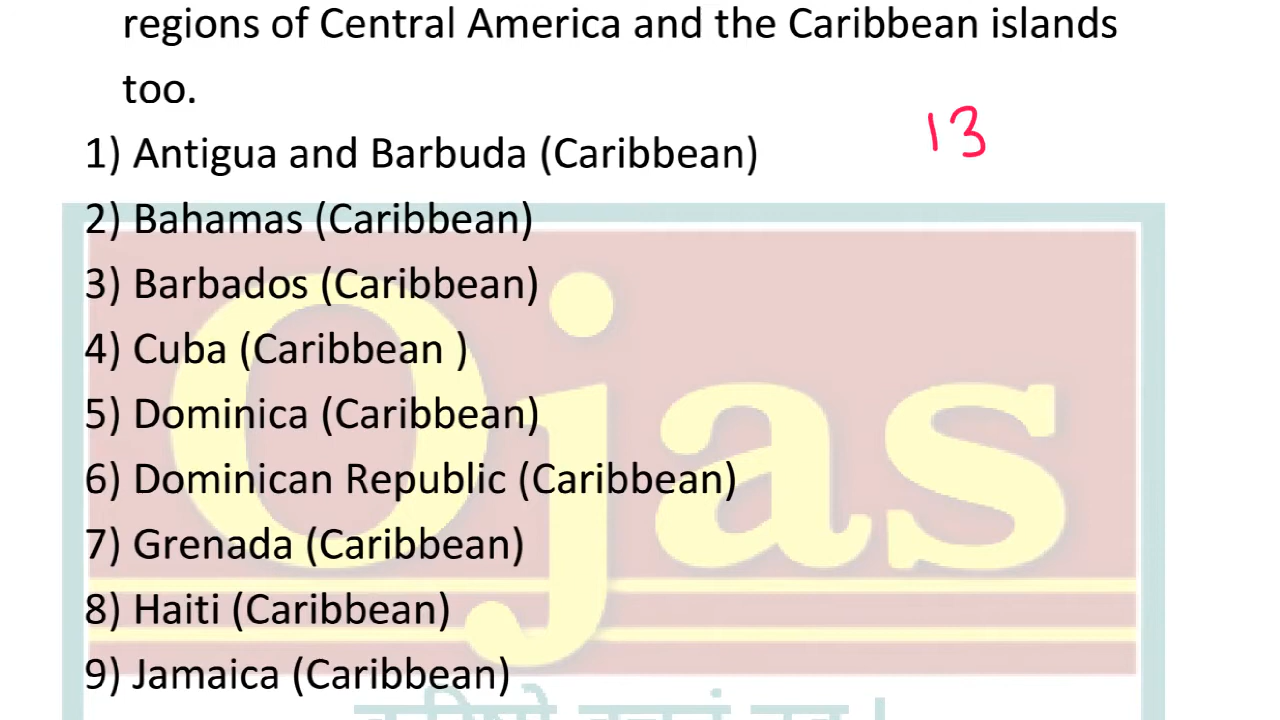 regions of Central America and the Caribbean islands
too.
13
1) Antigua and Barbuda (Caribbean)
2) Bahamas (Caribbean)
3) Barbados (Caribbean)
4) Cuba (Caribbean )
5) Dominica (Caribbean)
6) Dominican Republic (Caribbean)
7) Grenada (Caribbean)
8) Haiti (Caribbean)
9) Jamaica (Caribbean)
Ojas